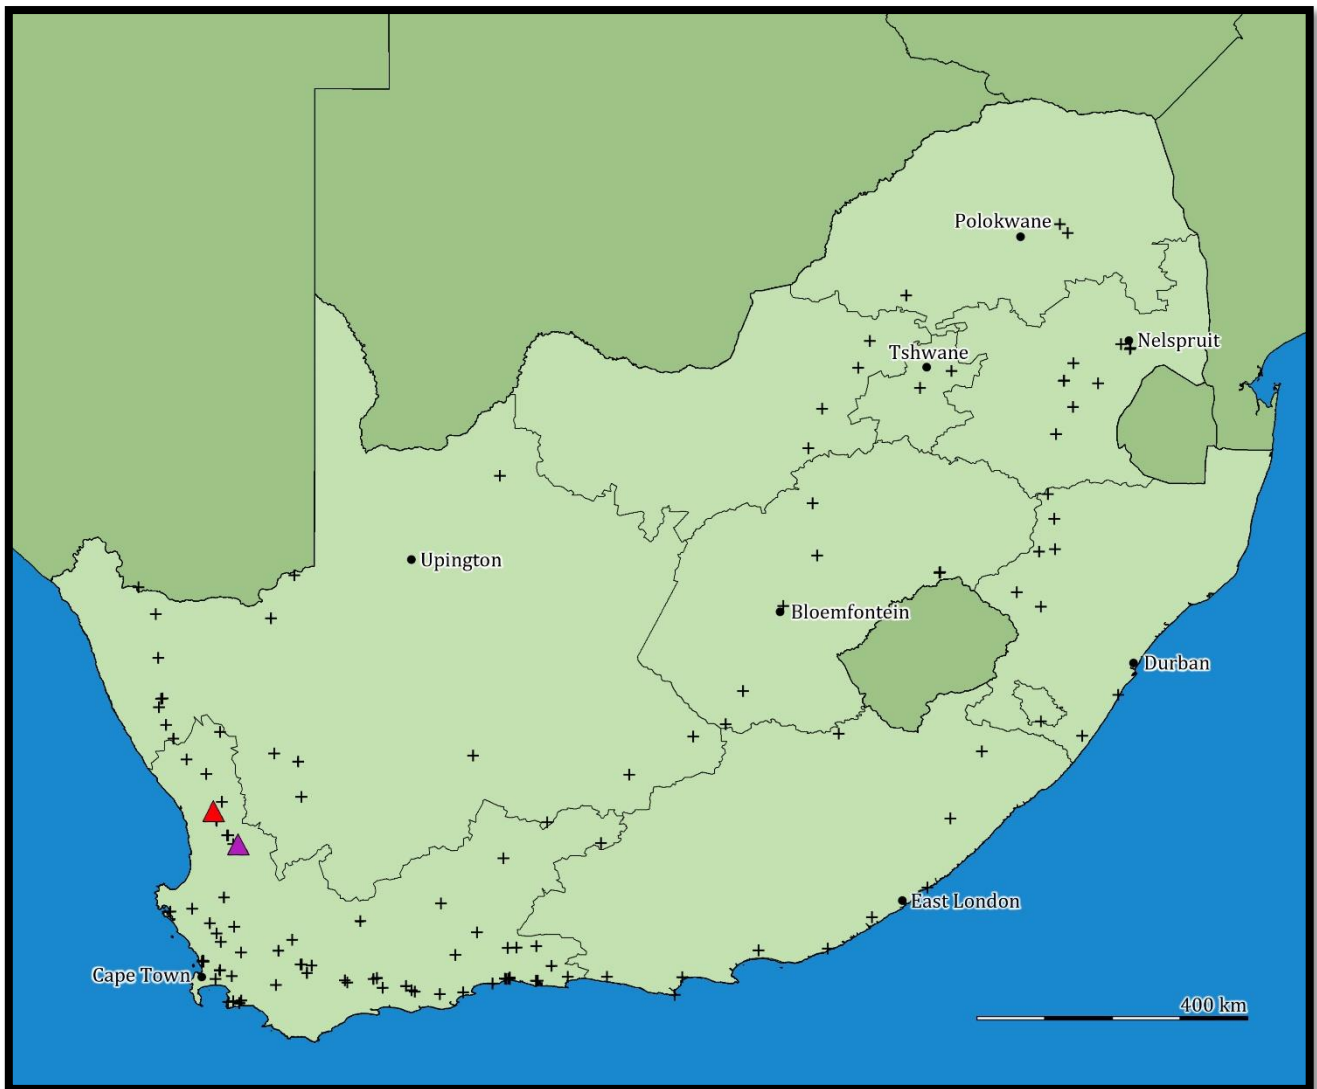 Polokwane
Nelspruit
Tshwane
Upington
Bloemfontein
Durban
East London
Cape Town
400 km